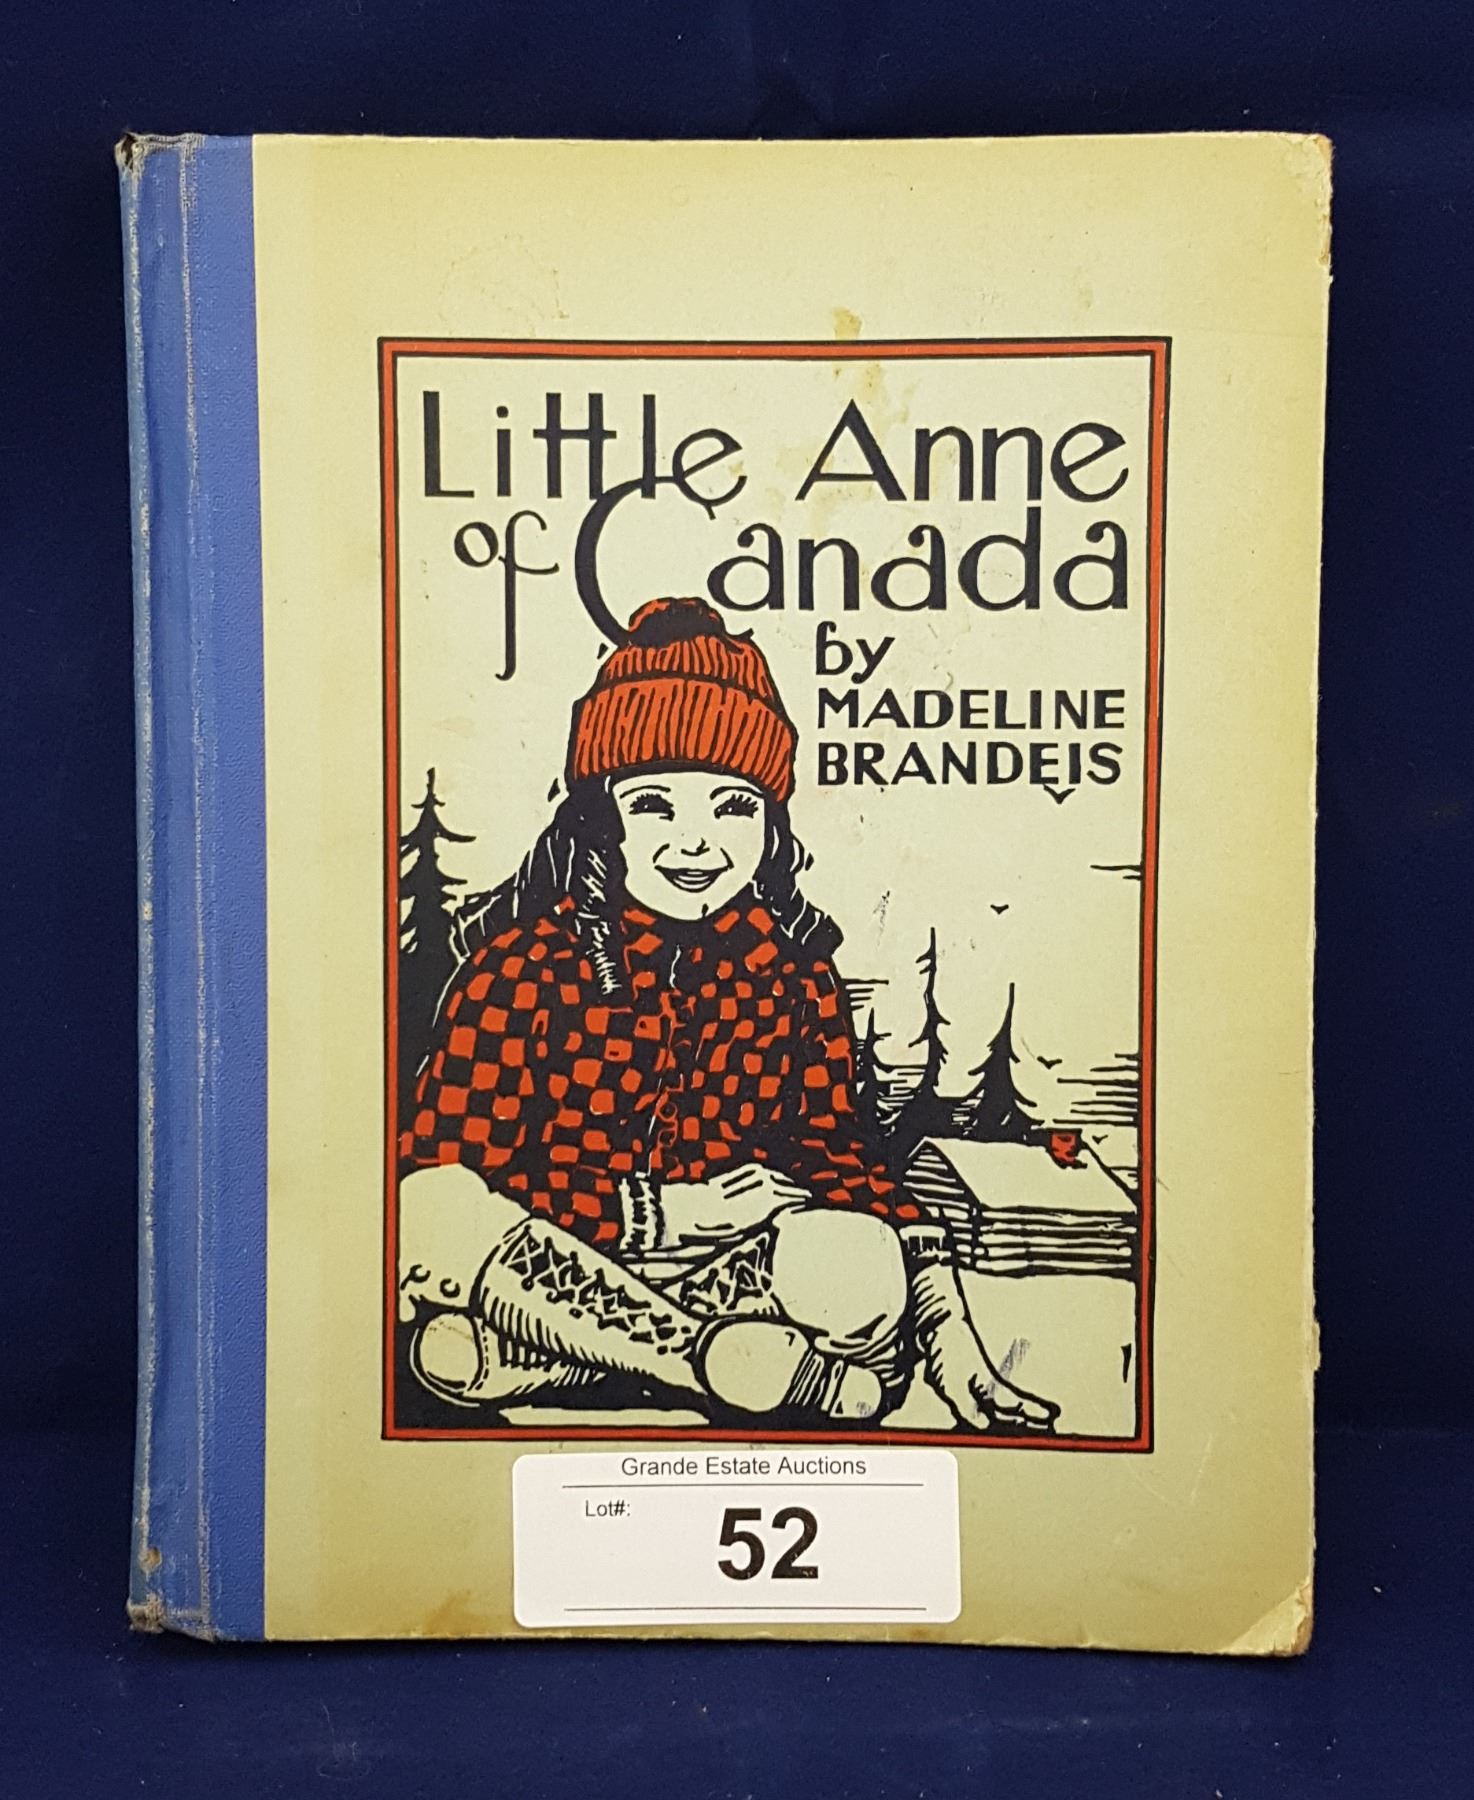 Little Anne
of Canada
by
MADELINE
BRANDEIS
Grande Estate Auctions
Lot#:
52